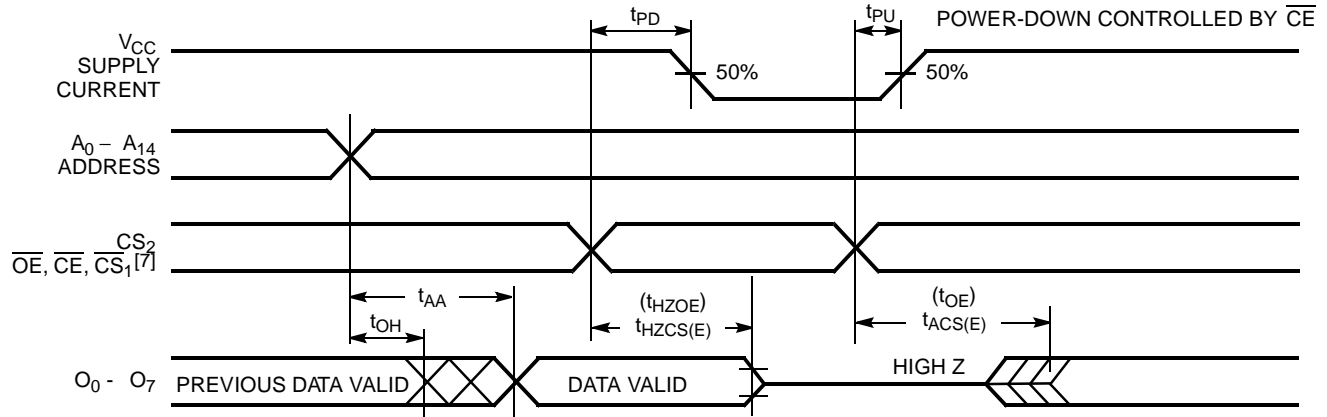 tPD
tPU
POWER-DOWN CONTROLLED BY CE
VCC
SUPPLY
CURRENT
50%
50%
A0 – A14
ADDRESS
CS2
OE, CE, CS1[7]
tAA
(tHZOE)
tHZCS(E)
(tOE)
tACS(E)
tOH
HIGH Z
O0 - O7
PREVIOUS DATA VALID
DATA VALID